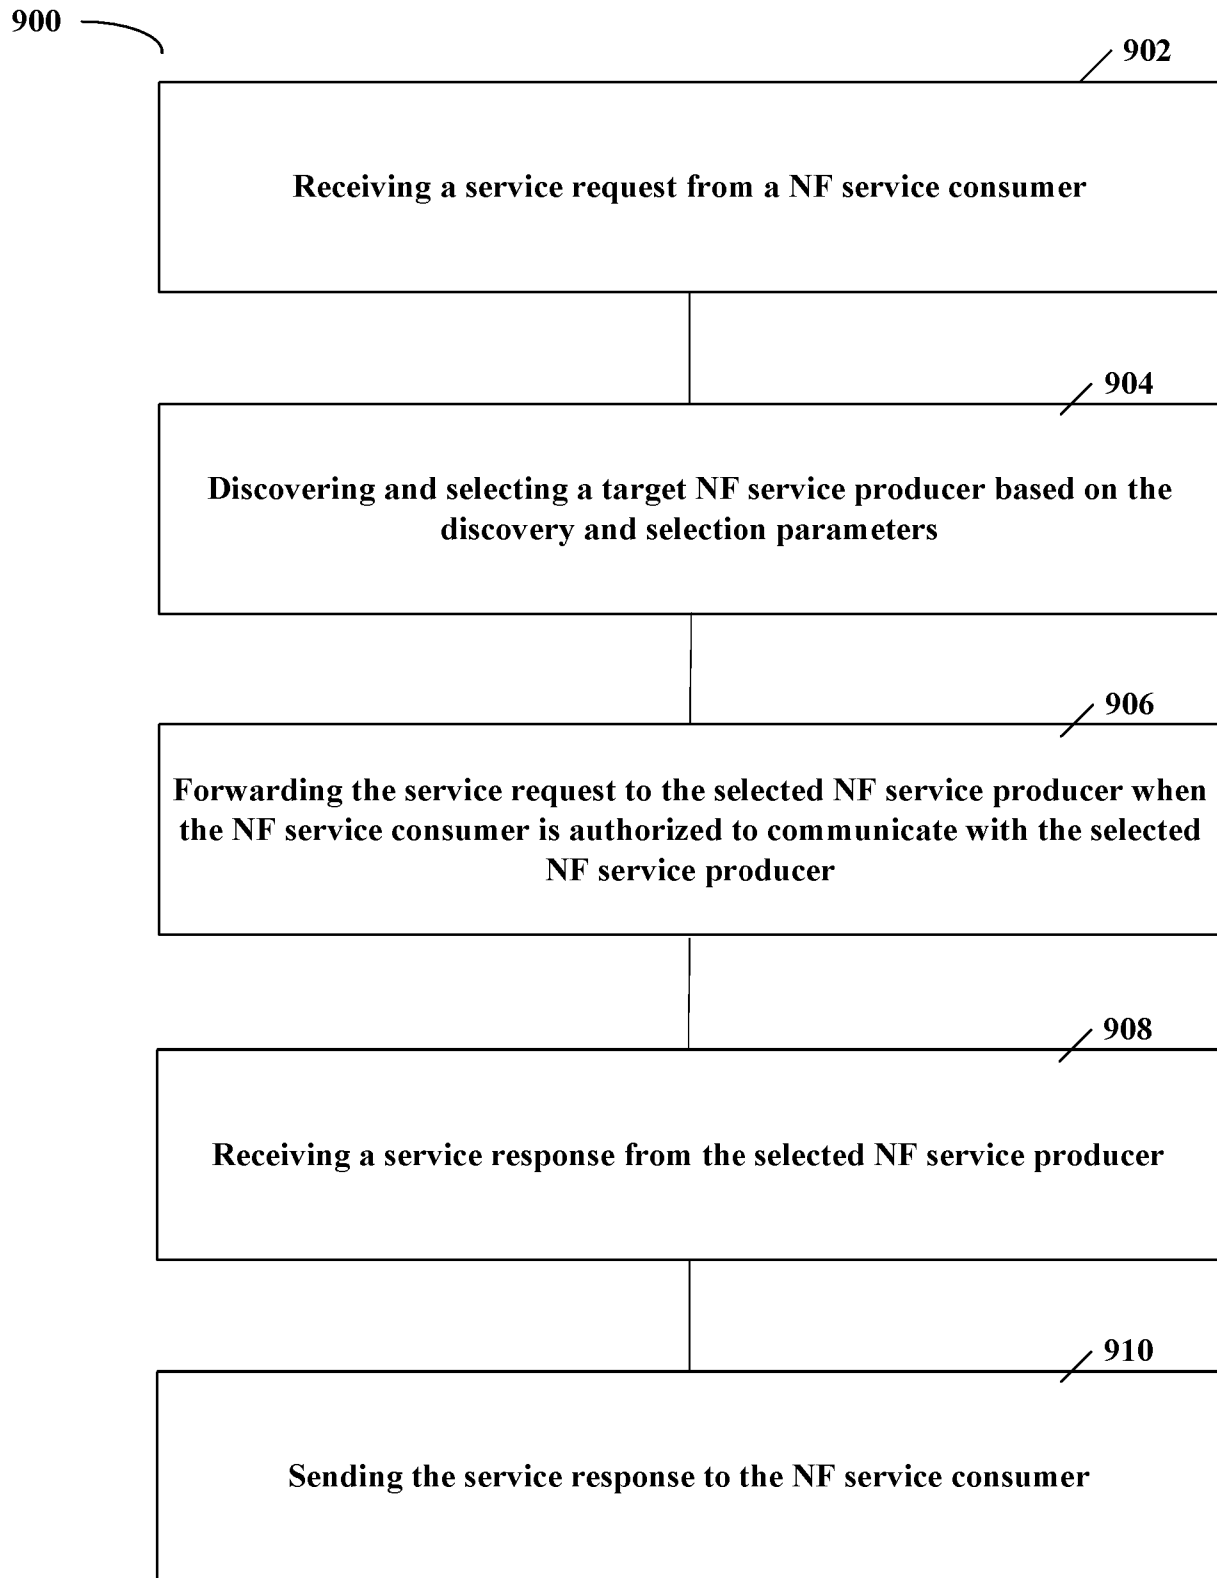 900
902
Receiving a service request from a NF service consumer
904
Discovering and selecting a target NF service producer based on the
discovery and selection parameters
906
Forwarding the service request to the selected NF service producer when
the NF service consumer is authorized to communicate with the selected
NF service producer
908
Receiving a service response from the selected NF service producer
910
Sending the service response to the NF service consumer